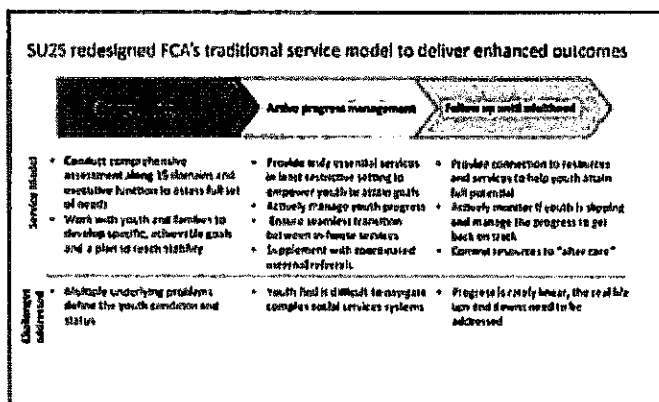 SU25 redesigned FCA's traditional service model to deliver enhanced outcomes
Active progress management
Follow up until adulthood
Service Model
• Conduct comprehensive
assessment along 15 domains and
executive function to assess full set
of needs
• Work with youth and families to
develop specific, achievable goals
and a plan to reach stability
• Provide truly essential services
in least restrictive setting to
empower youth to attain goals
• Actively manage youth progress
• Ensure seamless transition
between in-house services
• Supplement with coordinated
external referrals
• Provide connection to resources
and services to help youth attain
full potential
• Actively monitor if youth is slipping
and manage the progress to get
back on track
• Commit resources to "after care"
Challenges
addressed
• Multiple underlying problems
define the youth condition and
status
• Youth find it difficult to navigate
complex social services systems
• Progress is rarely linear, the real life
ups and downs need to be
addressed